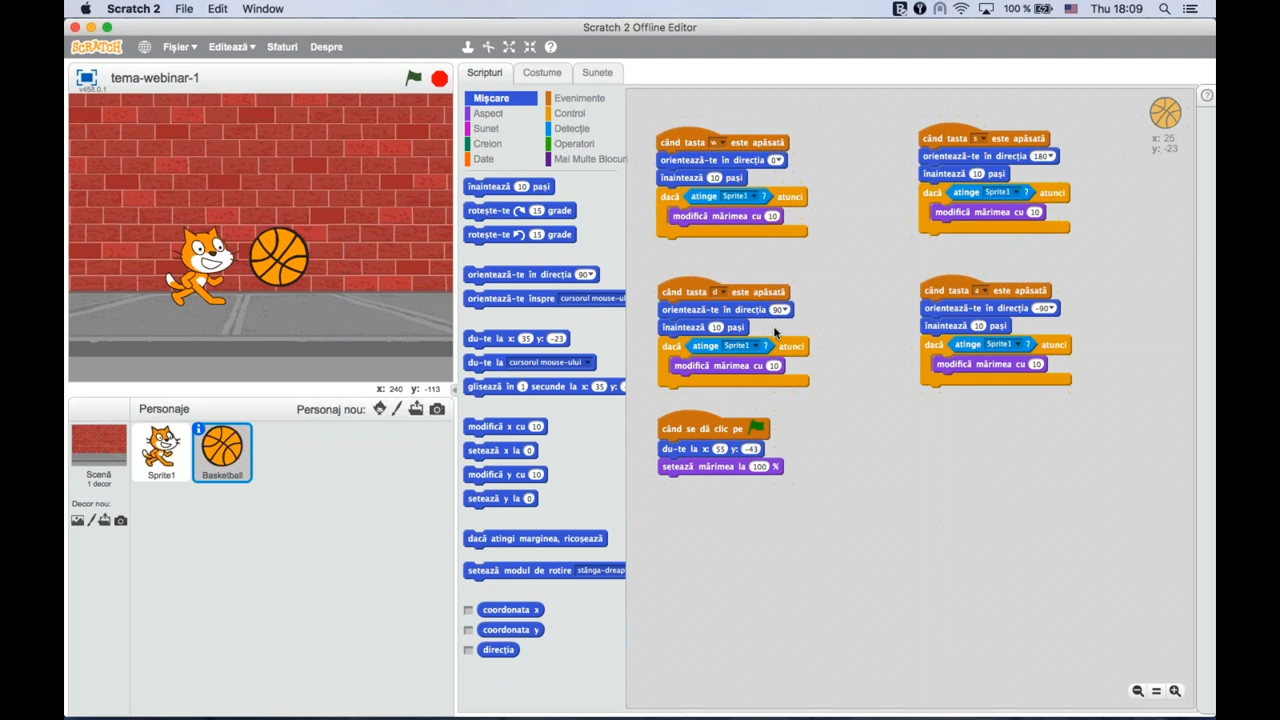 Scratch 2 File Edit Window 100 % Thu 18:09
Scratch 2 Offline Editor
SCRATCH Fișier Editează Sfaturi Despre
tema-webinar-1
v458.0.1
x: 240 y: -113
Personaje Personaj nou:
Scenă
1 decor
Decor nou:
Sprite1
Basketball
Scripturi Costume Sunete
Mișcare Evenimente
Aspect Control
Sunet Detecție
Creion Operatori
Date Mai Multe Blocur
înaintează 10 pași
rotește-te 15 grade
rotește-te 15 grade
orientează-te în direcția 90
orientează-te înspre cursorul mouse-ul
du-te la x: 35 y: -23
du-te la cursorul mouse-ului
glisează în 1 secunde la x: 35 y:
modifică x cu 10
setează x la 0
modifică y cu 10
setează y la 0
dacă atingi marginea, ricoșează
setează modul de rotire stânga-dreap
coordonata x
coordonata y
direcția
când tasta w este apăsată
orientează-te în direcția 0
înaintează 10 pași
dacă atinge Sprite1 ? atunci
modifică mărimea cu 10
când tasta s este apăsată
orientează-te în direcția 180
înaintează 10 pași
dacă atinge Sprite1 ? atunci
modifică mărimea cu 10
când tasta d este apăsată
orientează-te în direcția 90
înaintează 10 pași
dacă atinge Sprite1 ? atunci
modifică mărimea cu 10
când tasta a este apăsată
orientează-te în direcția -90
înaintează 10 pași
dacă atinge Sprite1 ? atunci
modifică mărimea cu 10
când se dă clic pe
du-te la x: 55 y: -43
setează mărimea la 100 %
x: 25
y: -23